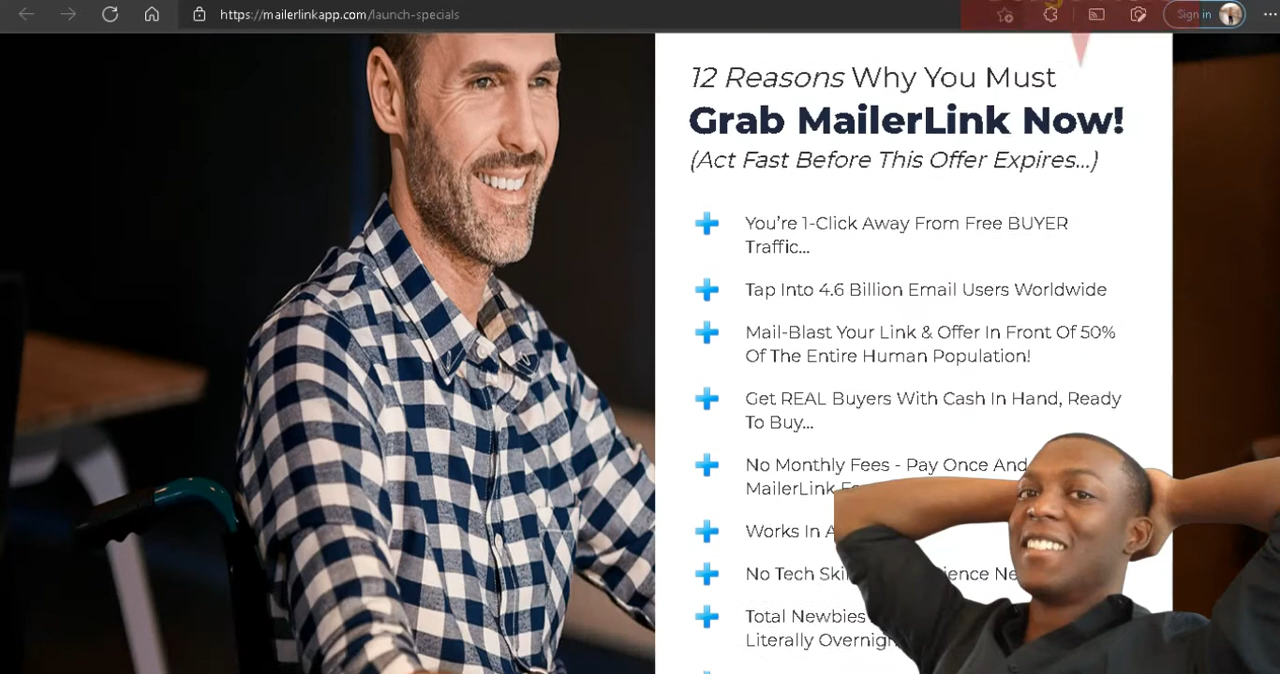 https://mailerlinkapp.com/launch-specials
Sign in
12 Reasons Why You Must
Grab MailerLink Now!
(Act Fast Before This Offer Expires...)
You're 1-Click Away From Free BUYER
Traffic...
Tap Into 4.6 Billion Email Users Worldwide
Mail-Blast Your Link & Offer In Front Of 50%
Of The Entire Human Population!
Get REAL Buyers With Cash In Hand, Ready
To Buy...
No Monthly Fees - Pay Once And
MailerLink
Works In
No Tech
Total Newbies
Literally